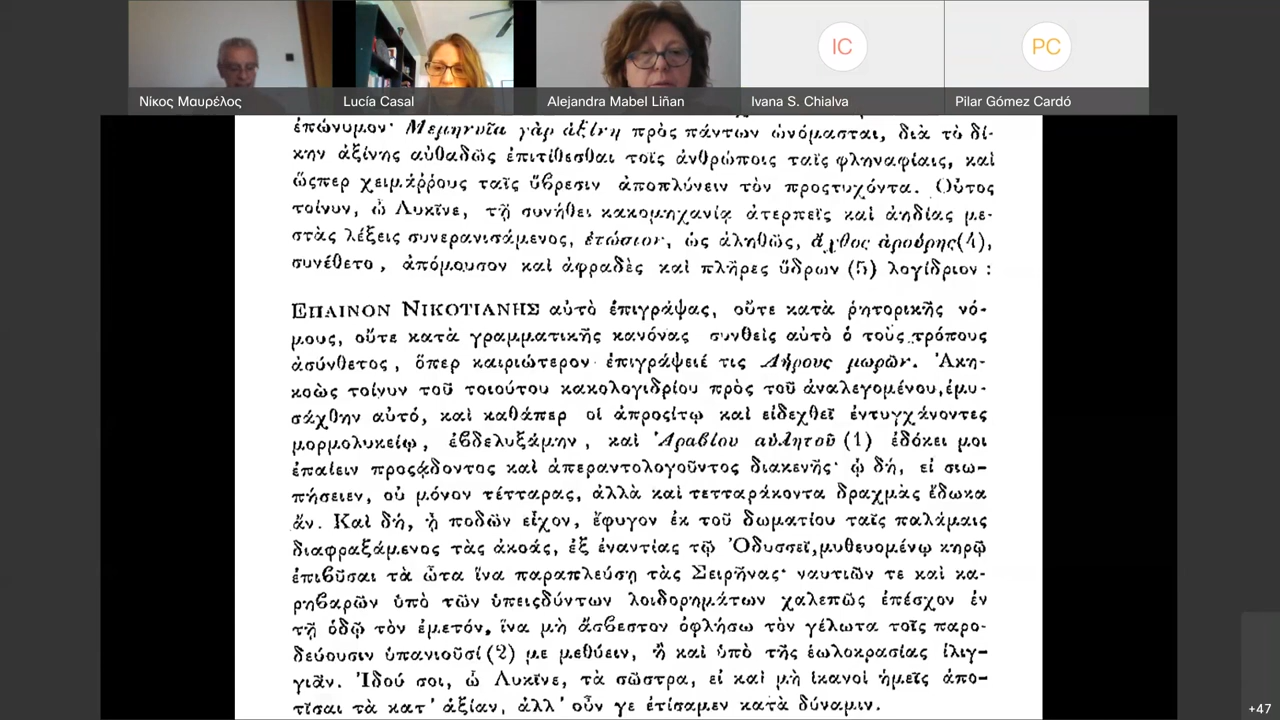 Νίκος Μαυρέλος
Lucía Casal
Alejandra Mabel Liñan
IC
Ivana S. Chialva
PC
Pilar Gómez Cardó
ἐπώνυμον· Μεμηνυῖα γὰρ ἀξίνη πρὸς πάντων ὠνόμασται, διὰ τὸ δί-
κην ἀξίνης αὐθαδῶς ἐπιτίθεσθαι τοῖς ἀνθρώποις ταῖς φληναφίαις, καὶ
ὥςπερ χειμάῤῥους ταῖς ὕβρεσιν ἀποπλύνειν τὸν προςτυχόντα. Οὗτος
τοίνυν, ὦ Λυκῖνε, τῇ συνήθει κακομηχανίᾳ ἀτερπεῖς καὶ ἀηδίας με-
στὰς λέξεις συνερανισάμενος, ἐτώσιον, ὡς ἀληθῶς, ἄχθος ἀρούρης(4),
συνέθετο, ἀπόμουσον καὶ ἀφραδὲς καὶ πλῆρες ὕδρων (5) λογίδριον :
ΕΠΑΙΝΟΝ ΝΙΚΟΤΙΑΝΗΣ αὐτὸ ἐπιγράψας, οὔτε κατὰ ῥητορικῆς νό-
μους, οὔτε κατὰ γραμματικῆς κανόνας συνθεὶς αὐτὸ ὁ τοὺς τρόπους
ἀσύνθετος, ὅπερ καιριώτερον ἐπιγράψειέ τις Λήρους μωρῶν. Ἀκη-
κοὼς τοίνυν τοῦ τοιούτου κακολογιδρίου πρὸς τοῦ ἀναλεγομένου, ἐμυ-
σάχθην αὐτό, καὶ καθάπερ οἱ ἀπροσίτῳ καὶ εἰδεχθεῖ ἐντυγχάνοντες
μορμολυκείῳ, ἐβδελυξάμην, καὶ Ἀραβίου αὐλητοῦ (1) ἐδόκει μοι
ἐπαΐειν προςᾴδοντος καὶ ἀπεραντολογοῦντος διακενῆς· ᾧ δή, εἰ σιω-
πήσειεν, οὐ μόνον τέτταρας, ἀλλὰ καὶ τετταράκοντα δραχμὰς ἔδωκα
ἄν. Καὶ δή, ᾗ ποδῶν εἶχον, ἔφυγον ἐκ τοῦ δωματίου ταῖς παλάμαις
διαφραξάμενος τὰς ἀκοάς, ἐξ ἐναντίας τῷ Ὀδυσσεῖ, μυθευομένῳ κηρῷ
ἐπιβῦσαι τὰ ὦτα ἵνα παραπλεύσῃ τὰς Σειρῆνας· ναυτιῶν τε καὶ κα-
ρηβαρῶν ὑπὸ τῶν ὑπειςδύντων λοιδορημάτων χαλεπῶς ἐπέσχον ἐν
τῇ ὁδῷ τὸν ἐμετόν, ἵνα μὴ ἄσβεστον ὀφλήσω τὸν γέλωτα τοῖς παρο-
δεύουσιν ὑπανιοῦσί (2) με μεθύειν, ἢ καὶ ὑπὸ τῆς ἑωλοκρασίας ἰλιγ-
γιᾶν. Ἰδού σοι, ὦ Λυκῖνε, τὰ σῶστρα, εἰ καὶ μὴ ἱκανοὶ ἡμεῖς ἀπο-
τῖσαι τὰ κατ' ἀξίαν, ἀλλ' οὖν γε ἐτίσαμεν κατὰ δύναμιν.
+47